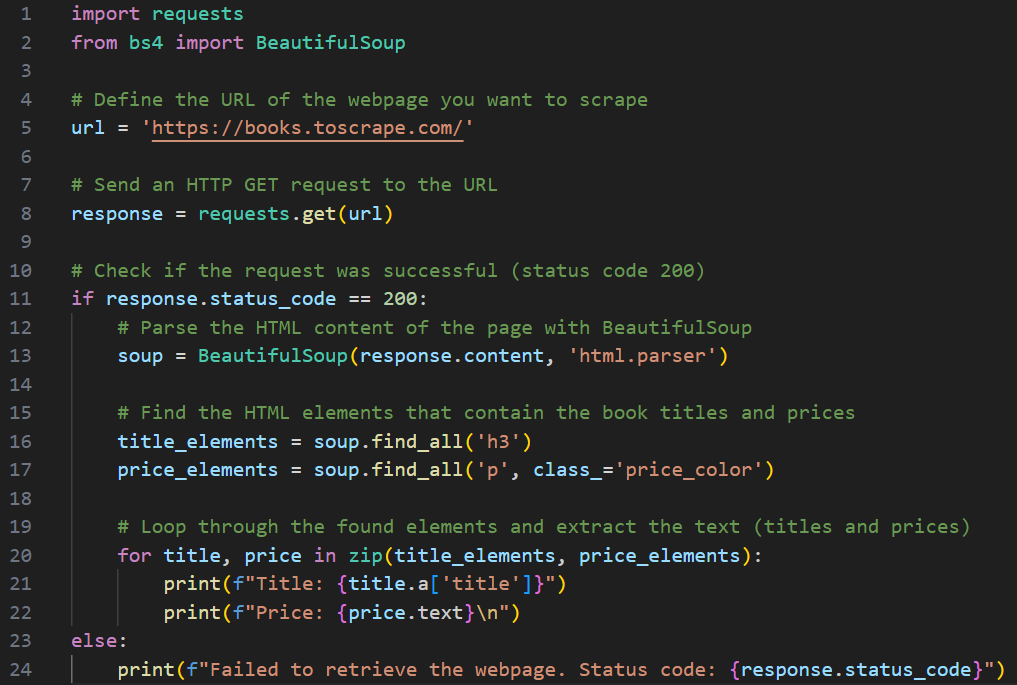 1 import requests
2 from bs4 import BeautifulSoup
3
4 # Define the URL of the webpage you want to scrape
5 url = 'https://books.toscrape.com/'
6
7 # Send an HTTP GET request to the URL
8 response = requests.get(url)
9
10 # Check if the request was successful (status code 200)
11 if response.status_code == 200:
12     # Parse the HTML content of the page with BeautifulSoup
13     soup = BeautifulSoup(response.content, 'html.parser')
14
15     # Find the HTML elements that contain the book titles and prices
16     title_elements = soup.find_all('h3')
17     price_elements = soup.find_all('p', class_='price_color')
18
19     # Loop through the found elements and extract the text (titles and prices)
20     for title, price in zip(title_elements, price_elements):
21         print(f"Title: {title.a['title']}")
22         print(f"Price: {price.text}\n")
23 else:
24     print(f"Failed to retrieve the webpage. Status code: {response.status_code}")